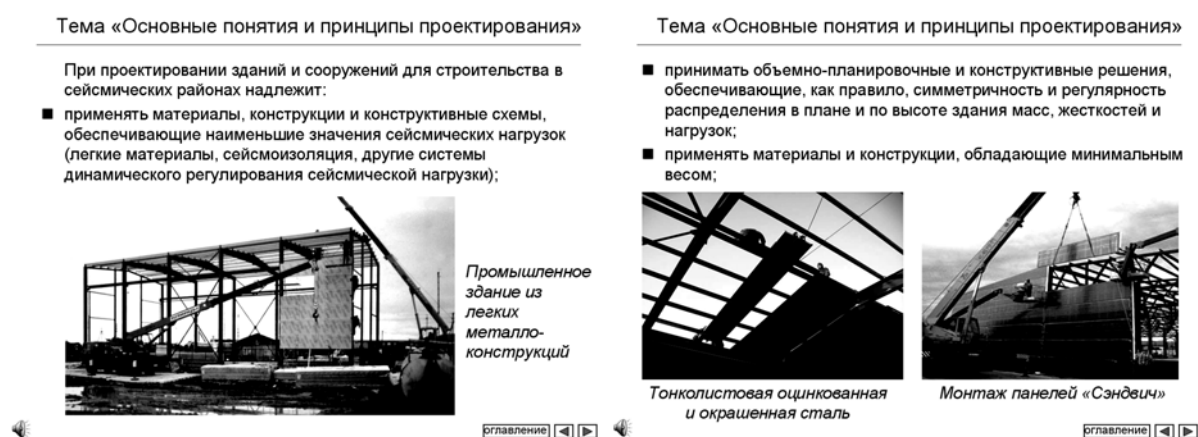 Тема «Основные понятия и принципы проектирования»
При проектировании зданий и сооружений для строительства в
сейсмических районах надлежит:
■ применять материалы, конструкции и конструктивные схемы,
обеспечивающие наименьшие значения сейсмических нагрузок
(легкие материалы, сейсмоизоляция, другие системы
динамического регулирования сейсмической нагрузки);
Промышленное
здание из
легких
металло-
конструкций
оглавление
Тема «Основные понятия и принципы проектирования»
■ принимать объемно-планировочные и конструктивные решения,
обеспечивающие, как правило, симметричность и регулярность
распределения в плане и по высоте здания масс, жесткостей и
нагрузок;
■ применять материалы и конструкции, обладающие минимальным
весом;
Тонколистовая оцинкованная
и окрашенная сталь
Монтаж панелей «Сэндвич»
оглавление